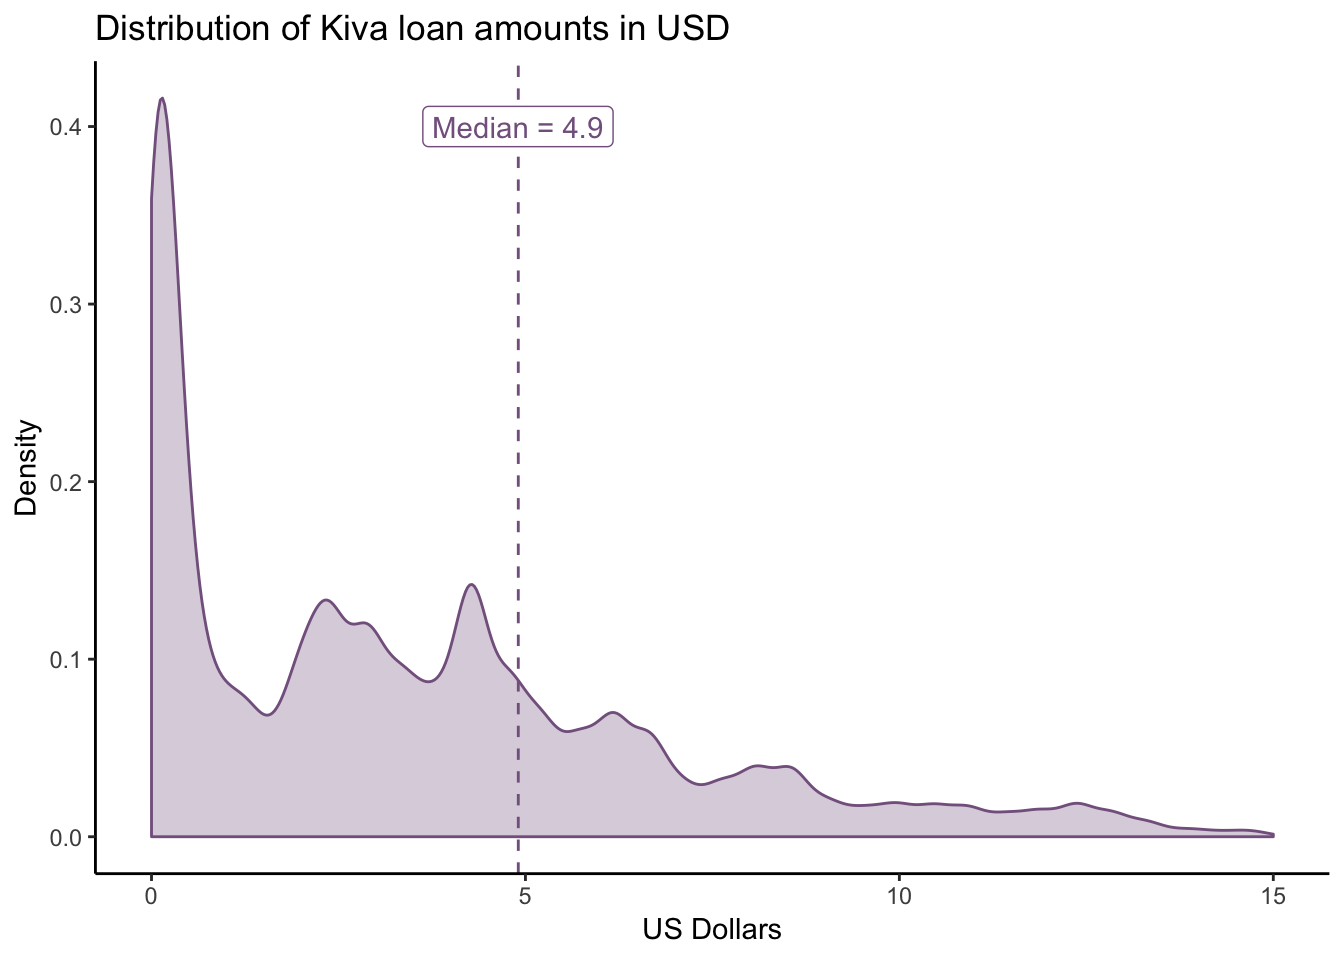 Distribution of Kiva loan amounts in USD
Median = 4.9
0.4
0.3
0.2
0.1
0.0
Density
0
5
10
15
US Dollars